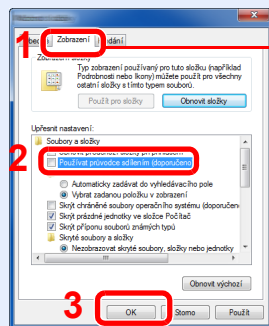 1
Zobrazení
Typ zobrazení používaný pro tuto složku (například
Podrobnosti nebo Ikony) můžete použít pro všechny
ostatní složky s tímto typem souborů.
Použít pro složky
Obnovit složky
Upřesnit nastavení:
Soubory a složky
2
Používat průvodce sdílením (doporučeno
Automaticky zadávat do vyhledávacího pole
Vybrat zadanou položku v zobrazení
Skrýt chráněné soubory operačního systému (doporučen
Skrýt prázdné jednotky ve složce Počítač
Skrýt příponu souborů známých typů
Skryté soubory a složky
Nezobrazovat skryté soubory, složky nebo jednotky
Obnovit výchozí
3
OK
Storno
Použít